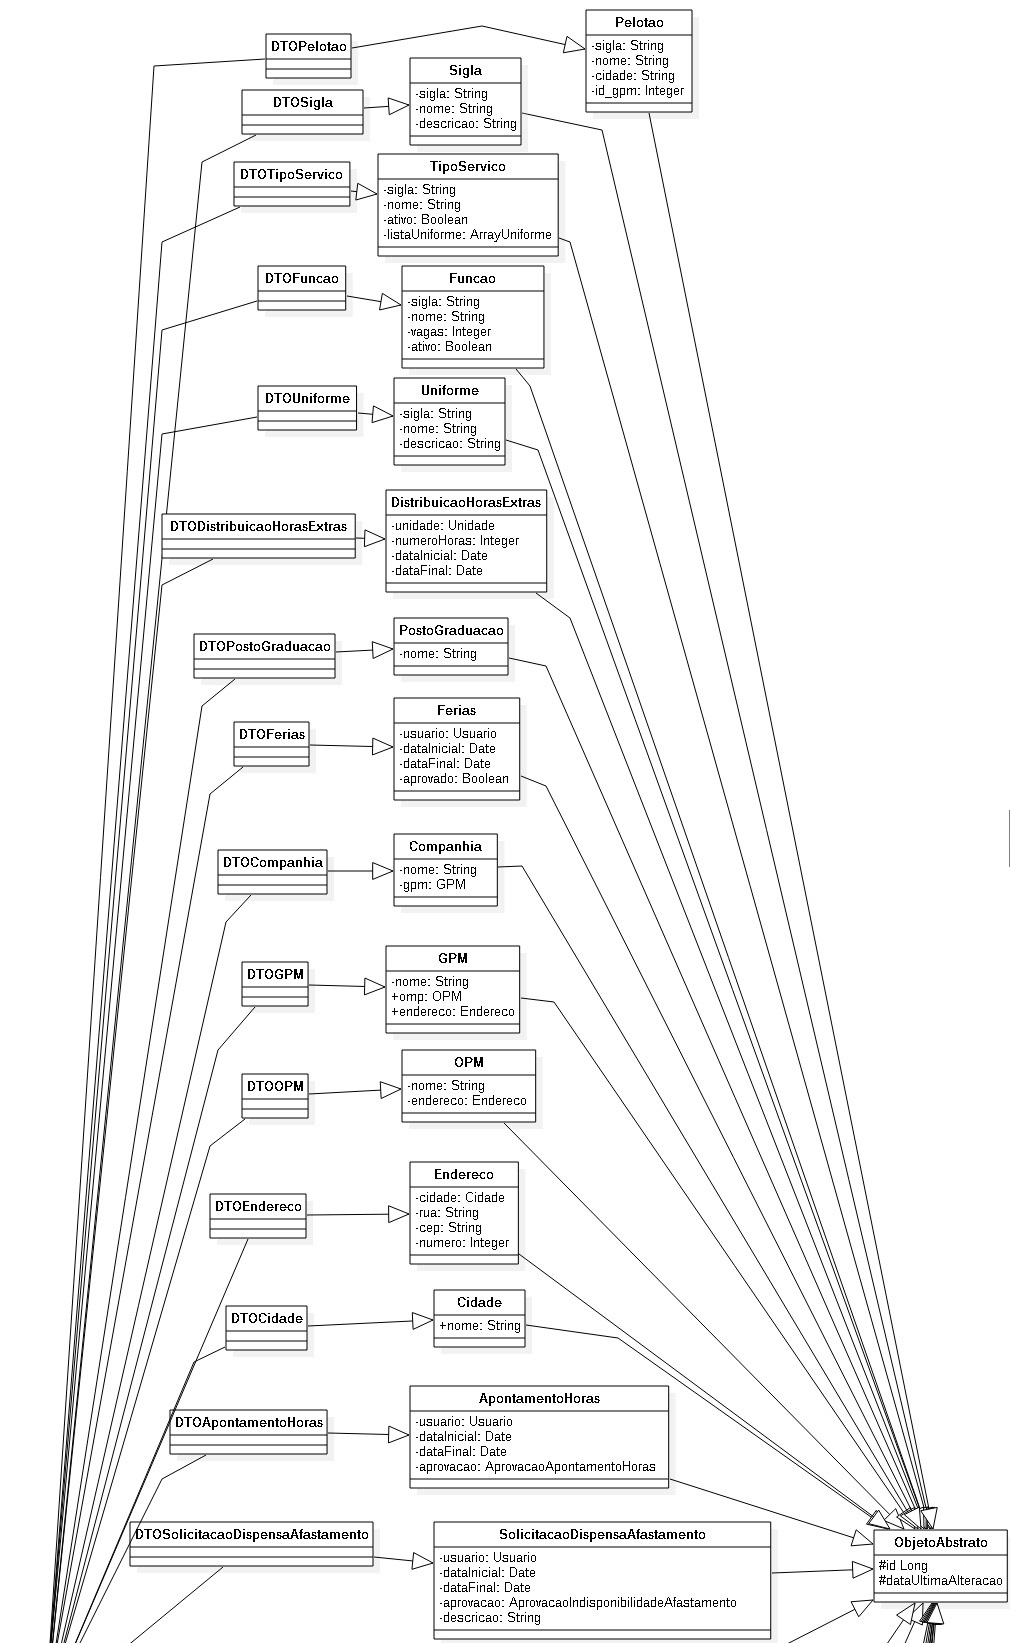 Pelotao
-sigla: String
-nome: String
-cidade: String
-id_gpm: Integer
DTOPelotao
Sigla
-sigla: String
-nome: String
-descricao: String
DTOSigla
TipoServico
-sigla: String
-nome: String
-ativo: Boolean
-listaUniforme: ArrayUniforme
DTOTipoServico
Funcao
-sigla: String
-nome: String
-vagas: Integer
-ativo: Boolean
DTOFuncao
Uniforme
-sigla: String
-nome: String
-descricao: String
DTOUniforme
DistribuicaoHorasExtras
-unidade: Unidade
-numeroHoras: Integer
-dataInicial: Date
-dataFinal: Date
DTODistribuicaoHorasExtras
PostoGraduacao
-nome: String
DTOPostoGraduacao
Ferias
-usuario: Usuario
-dataInicial: Date
-dataFinal: Date
-aprovado: Boolean
DTOFerias
Companhia
-nome: String
-gpm: GPM
DTOCompanhia
GPM
-nome: String
+omp: OPM
+endereco: Endereco
DTOGPM
OPM
-nome: String
-endereco: Endereco
DTOOPM
Endereco
-cidade: Cidade
-rua: String
-cep: String
-numero: Integer
DTOEndereco
Cidade
+nome: String
DTOCidade
ApontamentoHoras
-usuario: Usuario
-dataInicial: Date
-dataFinal: Date
-aprovacao: AprovacaoApontamentoHoras
DTOApontamentoHoras
SolicitacaoDispensaAfastamento
-usuario: Usuario
-dataInicial: Date
-dataFinal: Date
-aprovacao: AprovacaoIndisponibilidadeAfastamento
-descricao: String
DTOSolicitacaoDispensaAfastamento
ObjetoAbstrato
#id Long
#dataUltimaAlteracao